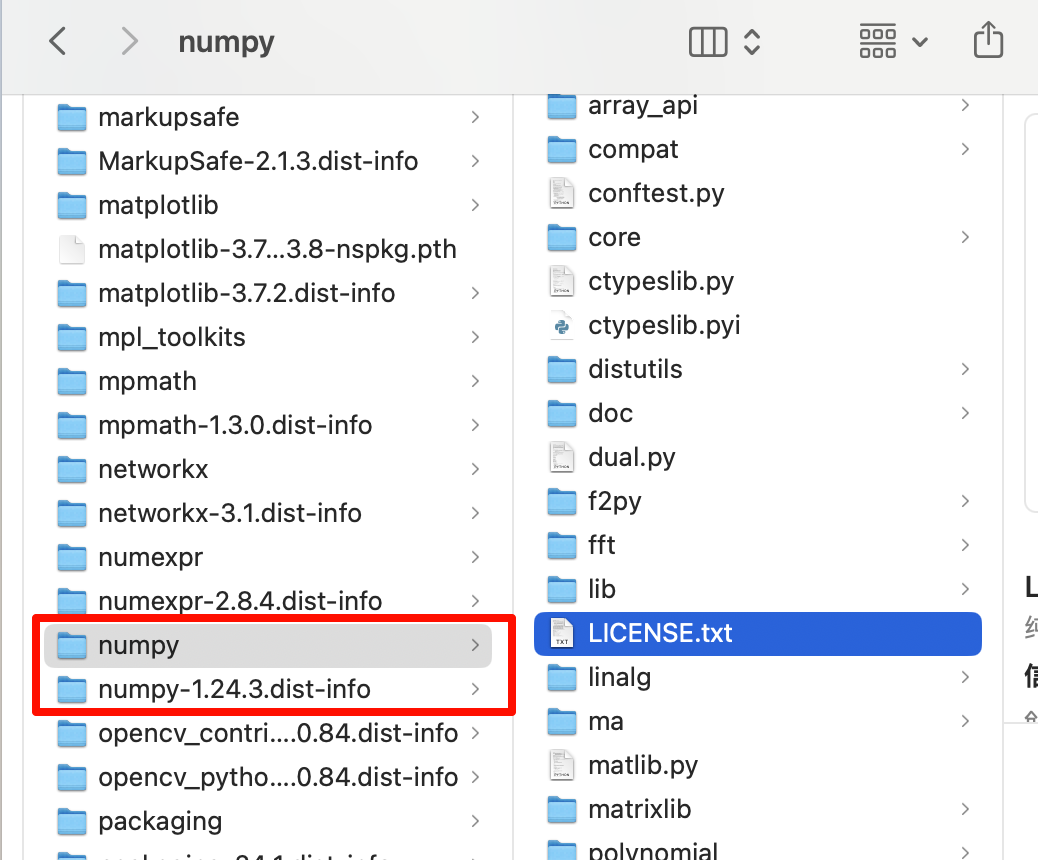 numpy
markupsafe
MarkupSafe-2.1.3.dist-info
matplotlib
matplotlib-3.7...3.8-nspkg.pth
matplotlib-3.7.2.dist-info
mpl_toolkits
mpmath
mpmath-1.3.0.dist-info
networkx
networkx-3.1.dist-info
numexpr
numexpr-2.8.4.dist-info
numpy
numpy-1.24.3.dist-info
opencv_contri....0.84.dist-info
opencv_pytho....0.84.dist-info
packaging
array_api
compat
conftest.py
core
ctypeslib.py
ctypeslib.pyi
distutils
doc
dual.py
f2py
fft
lib
LICENSE.txt
linalg
ma
matlib.py
matrixlib
polynomial
L